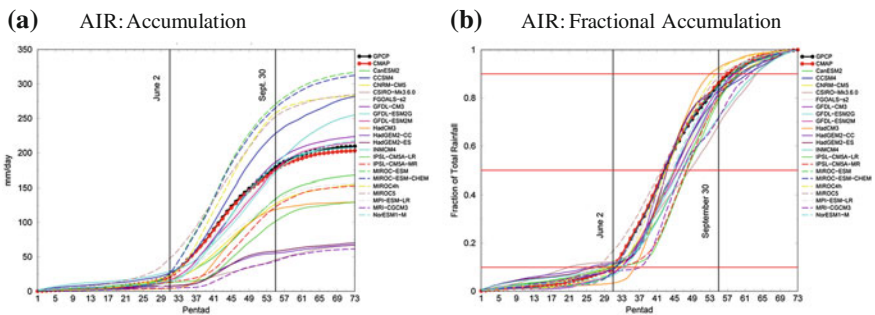 (a) AIR: Accumulation
350
300
250
200
150
100
50
0
mm/day
June 2
Sept. 30
1 5 9 13 17 21 25 29 33 37 41 45 49 53 57 61 65 69 73
Pentad
GPCP
CMAP
CanESM2
CCSM4
CNRM-CM5
CSIRO-Mk3.6.0
FGOALS-s2
GFDL-CM3
GFDL-ESM2G
GFDL-ESM2M
HadCM3
HadGEM2-CC
HadGEM2-ES
INMCM4
IPSL-CM5A-LR
IPSL-CM5A-MR
MIROC-ESM
MIROC-ESM-CHEM
MIROC4h
MIROC5
MPI-ESM-LR
MRI-CGCM3
NorESM1-M
(b) AIR: Fractional Accumulation
1
0.8
0.6
0.4
0.2
0
Fraction of Total Rainfall
June 2
September 30
1 5 9 13 17 21 25 29 33 37 41 45 49 53 57 61 65 69 73
Pentad
GPCP
CMAP
CanESM2
CCSM4
CNRM-CM5
CSIRO-Mk3.6.0
FGOALS-s2
GFDL-CM3
GFDL-ESM2G
GFDL-ESM2M
HadCM3
HadGEM2-CC
HadGEM2-ES
INMCM4
IPSL-CM5A-LR
IPSL-CM5A-MR
MIROC-ESM
MIROC-ESM-CHEM
MIROC4h
MIROC5
MPI-ESM-LR
MRI-CGCM3
NorESM1-M